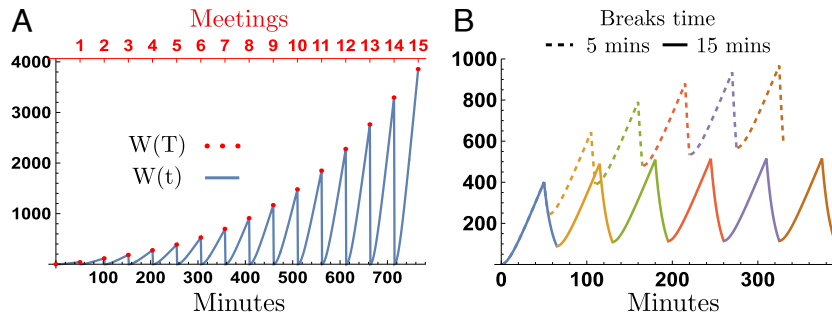 A
Meetings
1 2 3 4 5 6 7 8 9 10 11 12 13 14 15
4000
3000
2000
1000
W(T)
W(t)
100 200 300 400 500 600 700
Minutes
B
Breaks time
5 mins 15 mins
1000
800
600
400
200
0 100 200 300
Minutes